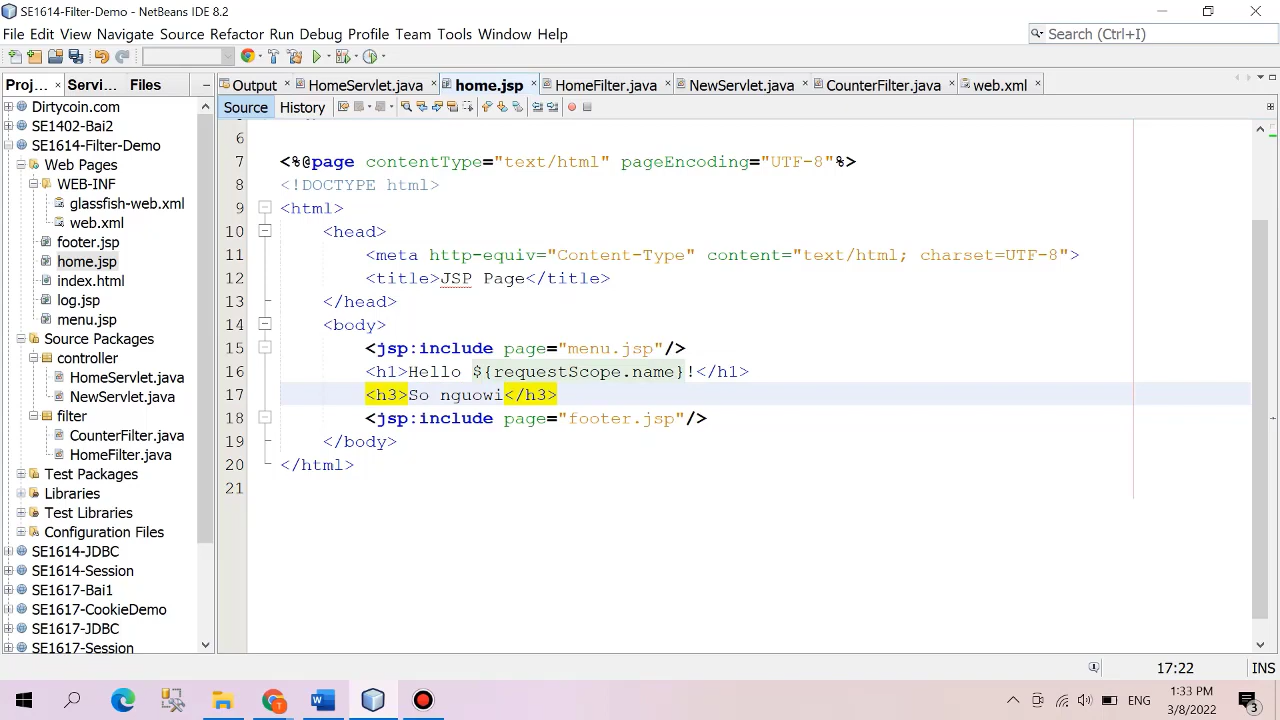 SE1614-Filter-Demo - NetBeans IDE 8.2
File Edit View Navigate Source Refactor Run Debug Profile Team Tools Window Help
Search (Ctrl+I)
Proj... × Servi... Files
Output HomeServlet.java home.jsp HomeFilter.java NewServlet.java CounterFilter.java web.xml
Source History
Dirtycoin.com
SE1402-Bai2
SE1614-Filter-Demo
Web Pages
WEB-INF
glassfish-web.xml
web.xml
footer.jsp
home.jsp
index.html
log.jsp
menu.jsp
Source Packages
controller
HomeServlet.java
NewServlet.java
filter
CounterFilter.java
HomeFilter.java
Test Packages
Libraries
Test Libraries
Configuration Files
SE1614-JDBC
SE1614-Session
SE1617-Bai1
SE1617-CookieDemo
SE1617-JDBC
SE1617-Session
6
7 <%@page contentType="text/html" pageEncoding="UTF-8"%>
8 <!DOCTYPE html>
9 <html>
10 <head>
11 <meta http-equiv="Content-Type" content="text/html; charset=UTF-8">
12 <title>JSP Page</title>
13 </head>
14 <body>
15 <jsp:include page="menu.jsp"/>
16 <h1>Hello ${requestScope.name}!</h1>
17 <h3>So nguowi</h3>
18 <jsp:include page="footer.jsp"/>
19 </body>
20 </html>
21
17:22 INS
ENG
1:33 PM
3/8/2022
3